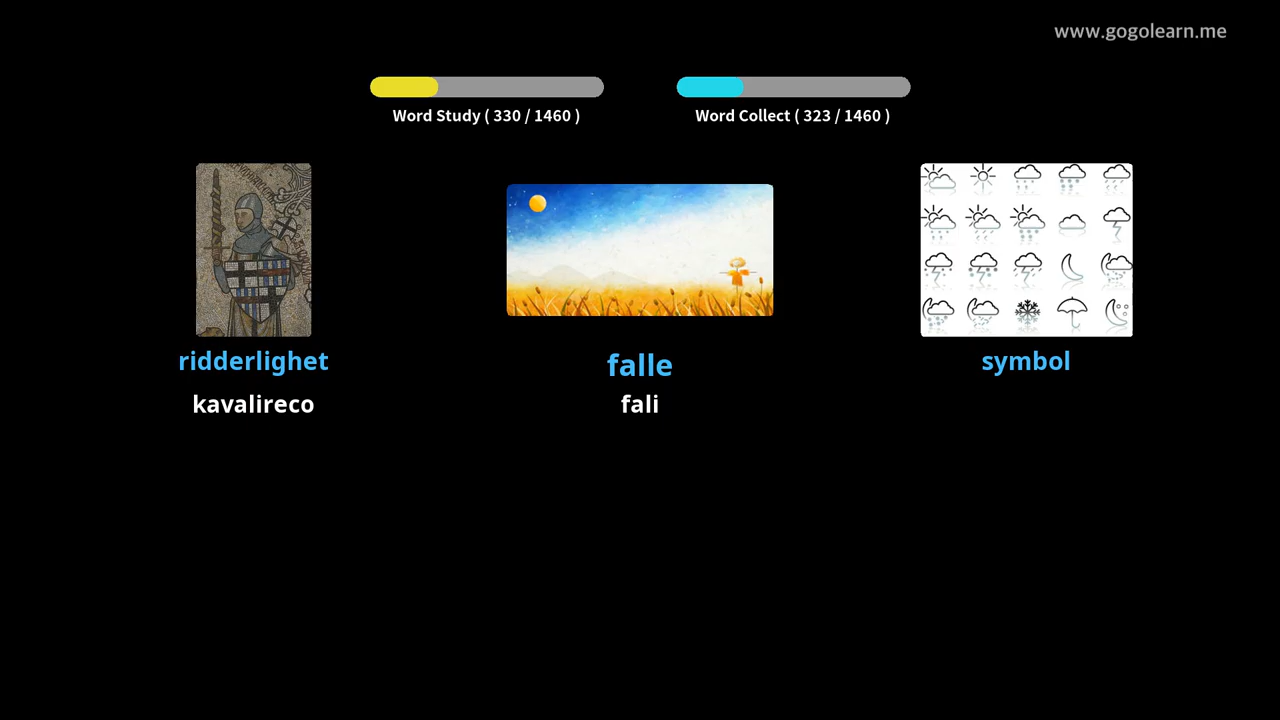 www.gogolearn.me
Word Study ( 330 / 1460 )
Word Collect ( 323 / 1460 )
ridderlighet
kavalireco
falle
fali
symbol